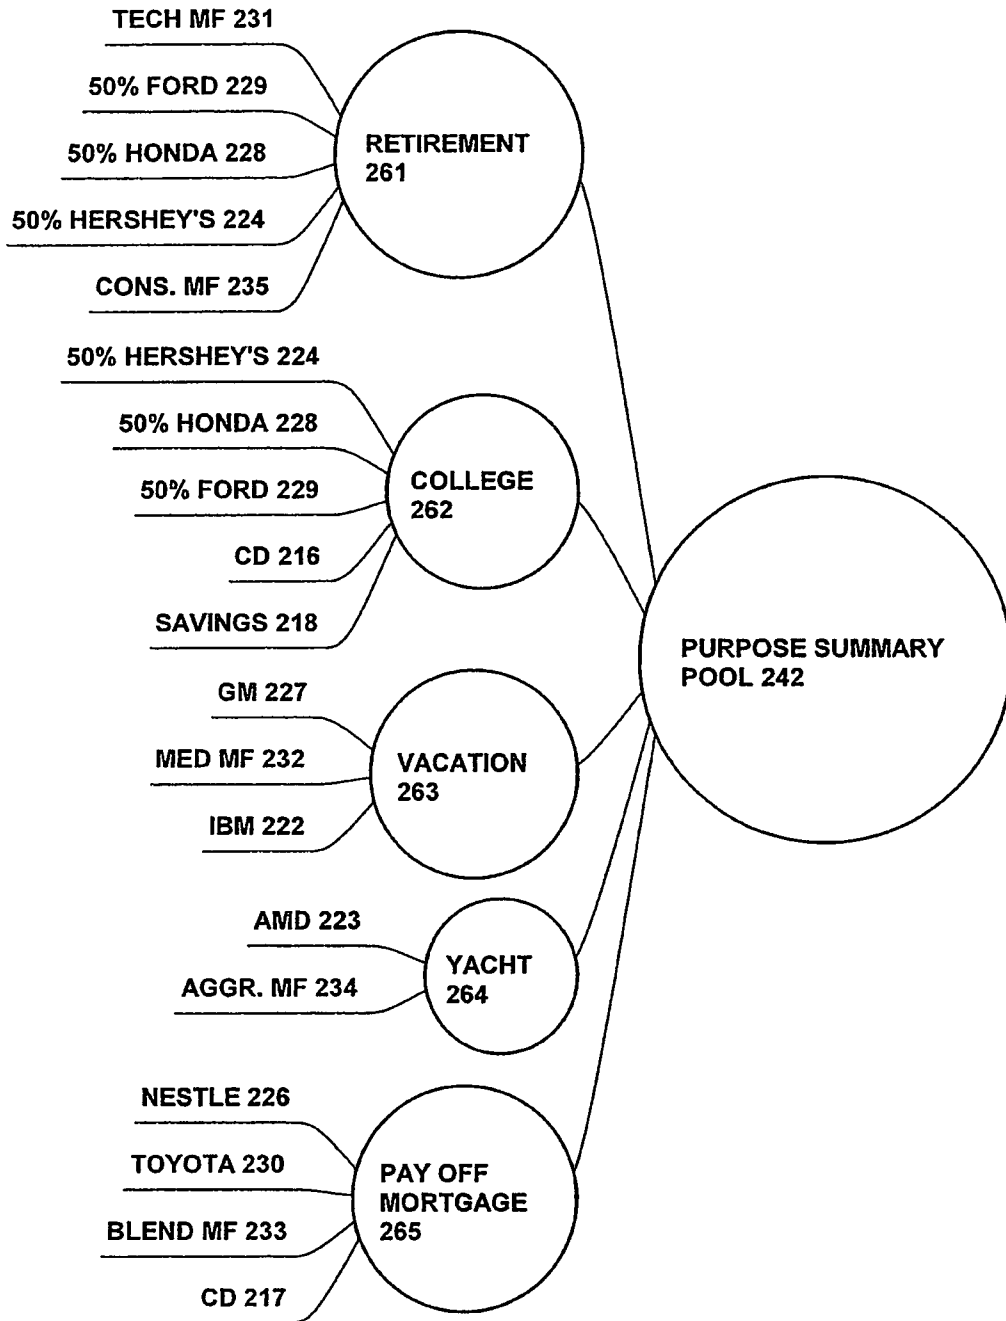 TECH MF 231
50% FORD 229
50% HONDA 228
50% HERSHEY'S 224
CONS. MF 235
RETIREMENT
261
50% HERSHEY'S 224
50% HONDA 228
50% FORD 229
CD 216
SAVINGS 218
COLLEGE
262
GM 227
MED MF 232
IBM 222
VACATION
263
AMD 223
AGGR. MF 234
YACHT
264
NESTLE 226
TOYOTA 230
BLEND MF 233
CD 217
PAY OFF
MORTGAGE
265
PURPOSE SUMMARY
POOL 242